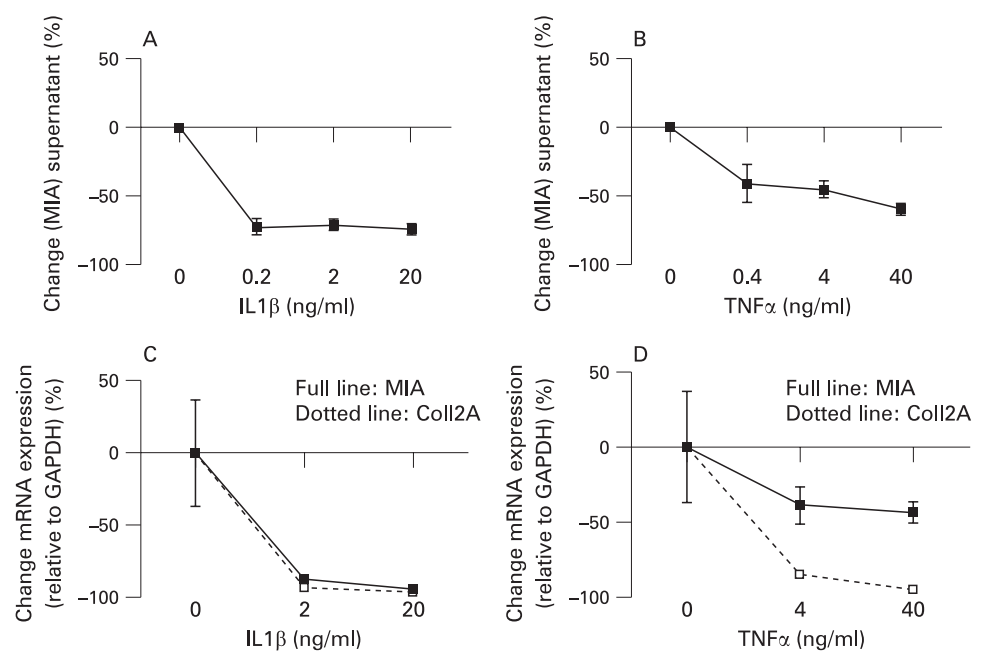 A
Change (MIA) supernatant (%)
50
0
–50
–100
0 0.2 2 20
IL1β (ng/ml)
B
Change (MIA) supernatant (%)
50
0
–50
–100
0 0.4 4 40
TNFα (ng/ml)
C
Change mRNA expression
(relative to GAPDH) (%)
50
0
–50
–100
Full line: MIA
Dotted line: Coll2A
0 2 20
IL1β (ng/ml)
D
Change mRNA expression
(relative to GAPDH) (%)
50
0
–50
–100
Full line: MIA
Dotted line: Coll2A
0 4 40
TNFα (ng/ml)